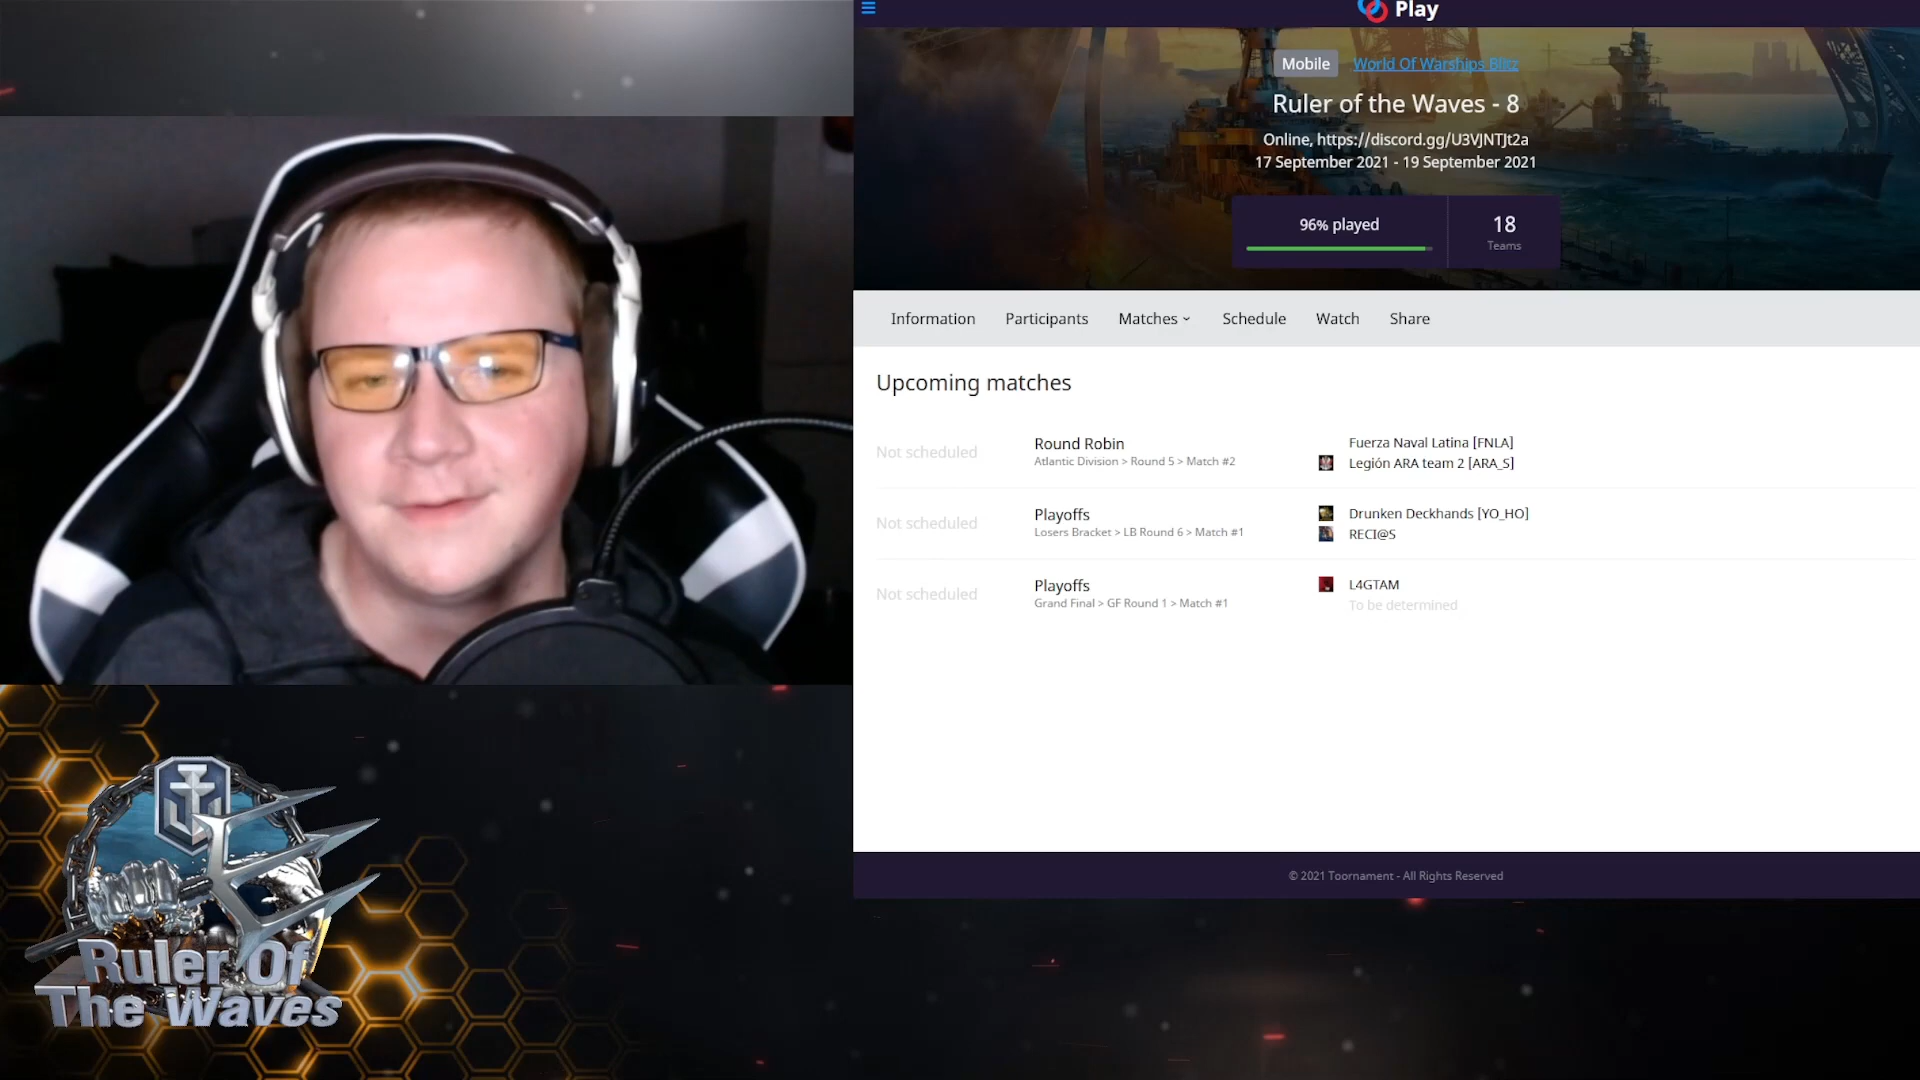 Play
Mobile World Of Warships Blitz
Ruler of the Waves - 8
Online, https://discord.gg/U3VJNTJt2a
17 September 2021 - 19 September 2021
96% played
18
Teams
Information Participants Matches Schedule Watch Share
Upcoming matches
Not scheduled
Round Robin
Atlantic Division > Round 5 > Match #2
Fuerza Naval Latina [FNLA]
Legión ARA team 2 [ARA_S]
Not scheduled
Playoffs
Losers Bracket > LB Round 6 > Match #1
Drunken Deckhands [YO_HO]
RECI@S
Not scheduled
Playoffs
Grand Final > GF Round 1 > Match #1
L4GTAM
To be determined
© 2021 Toornament - All Rights Reserved
Ruler Of
The Waves